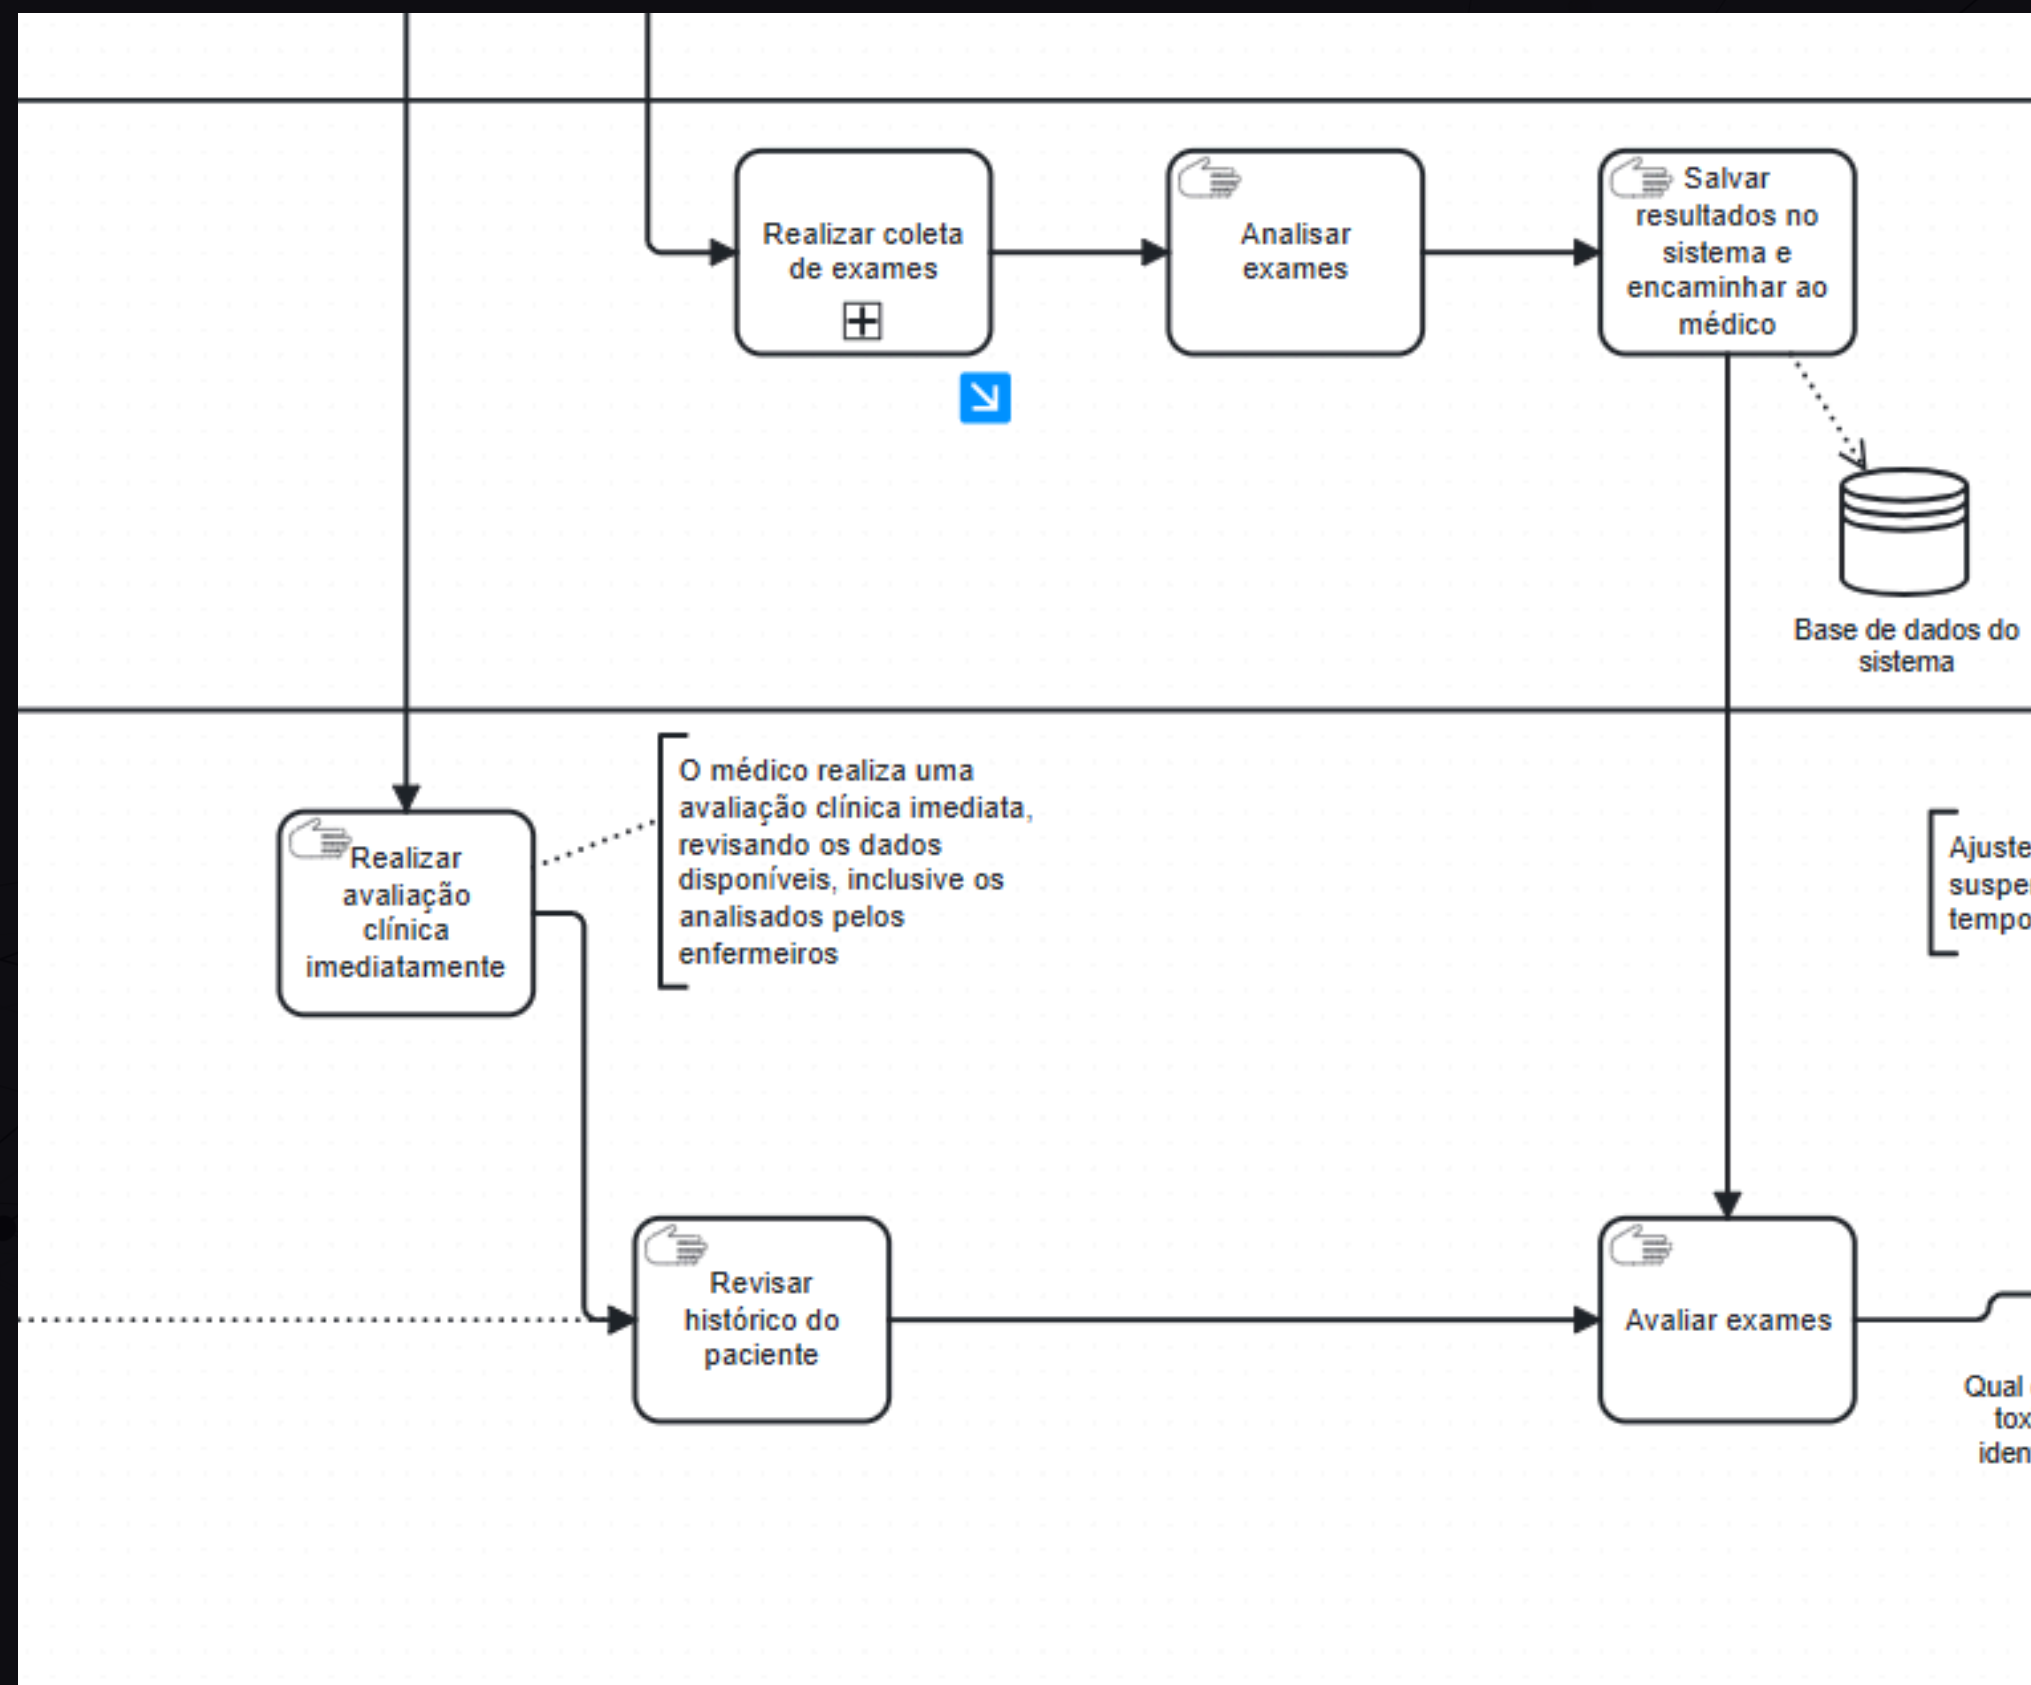 Realizar coleta
de exames
Analisar
exames
Salvar
resultados no
sistema e
encaminhar ao
médico
Base de dados do
sistema
Realizar
avaliação
clínica
imediatamente
O médico realiza uma
avaliação clínica imediata,
revisando os dados
disponíveis, inclusive os
analisados pelos
enfermeiros
Revisar
histórico do
paciente
Avaliar exames
Qual